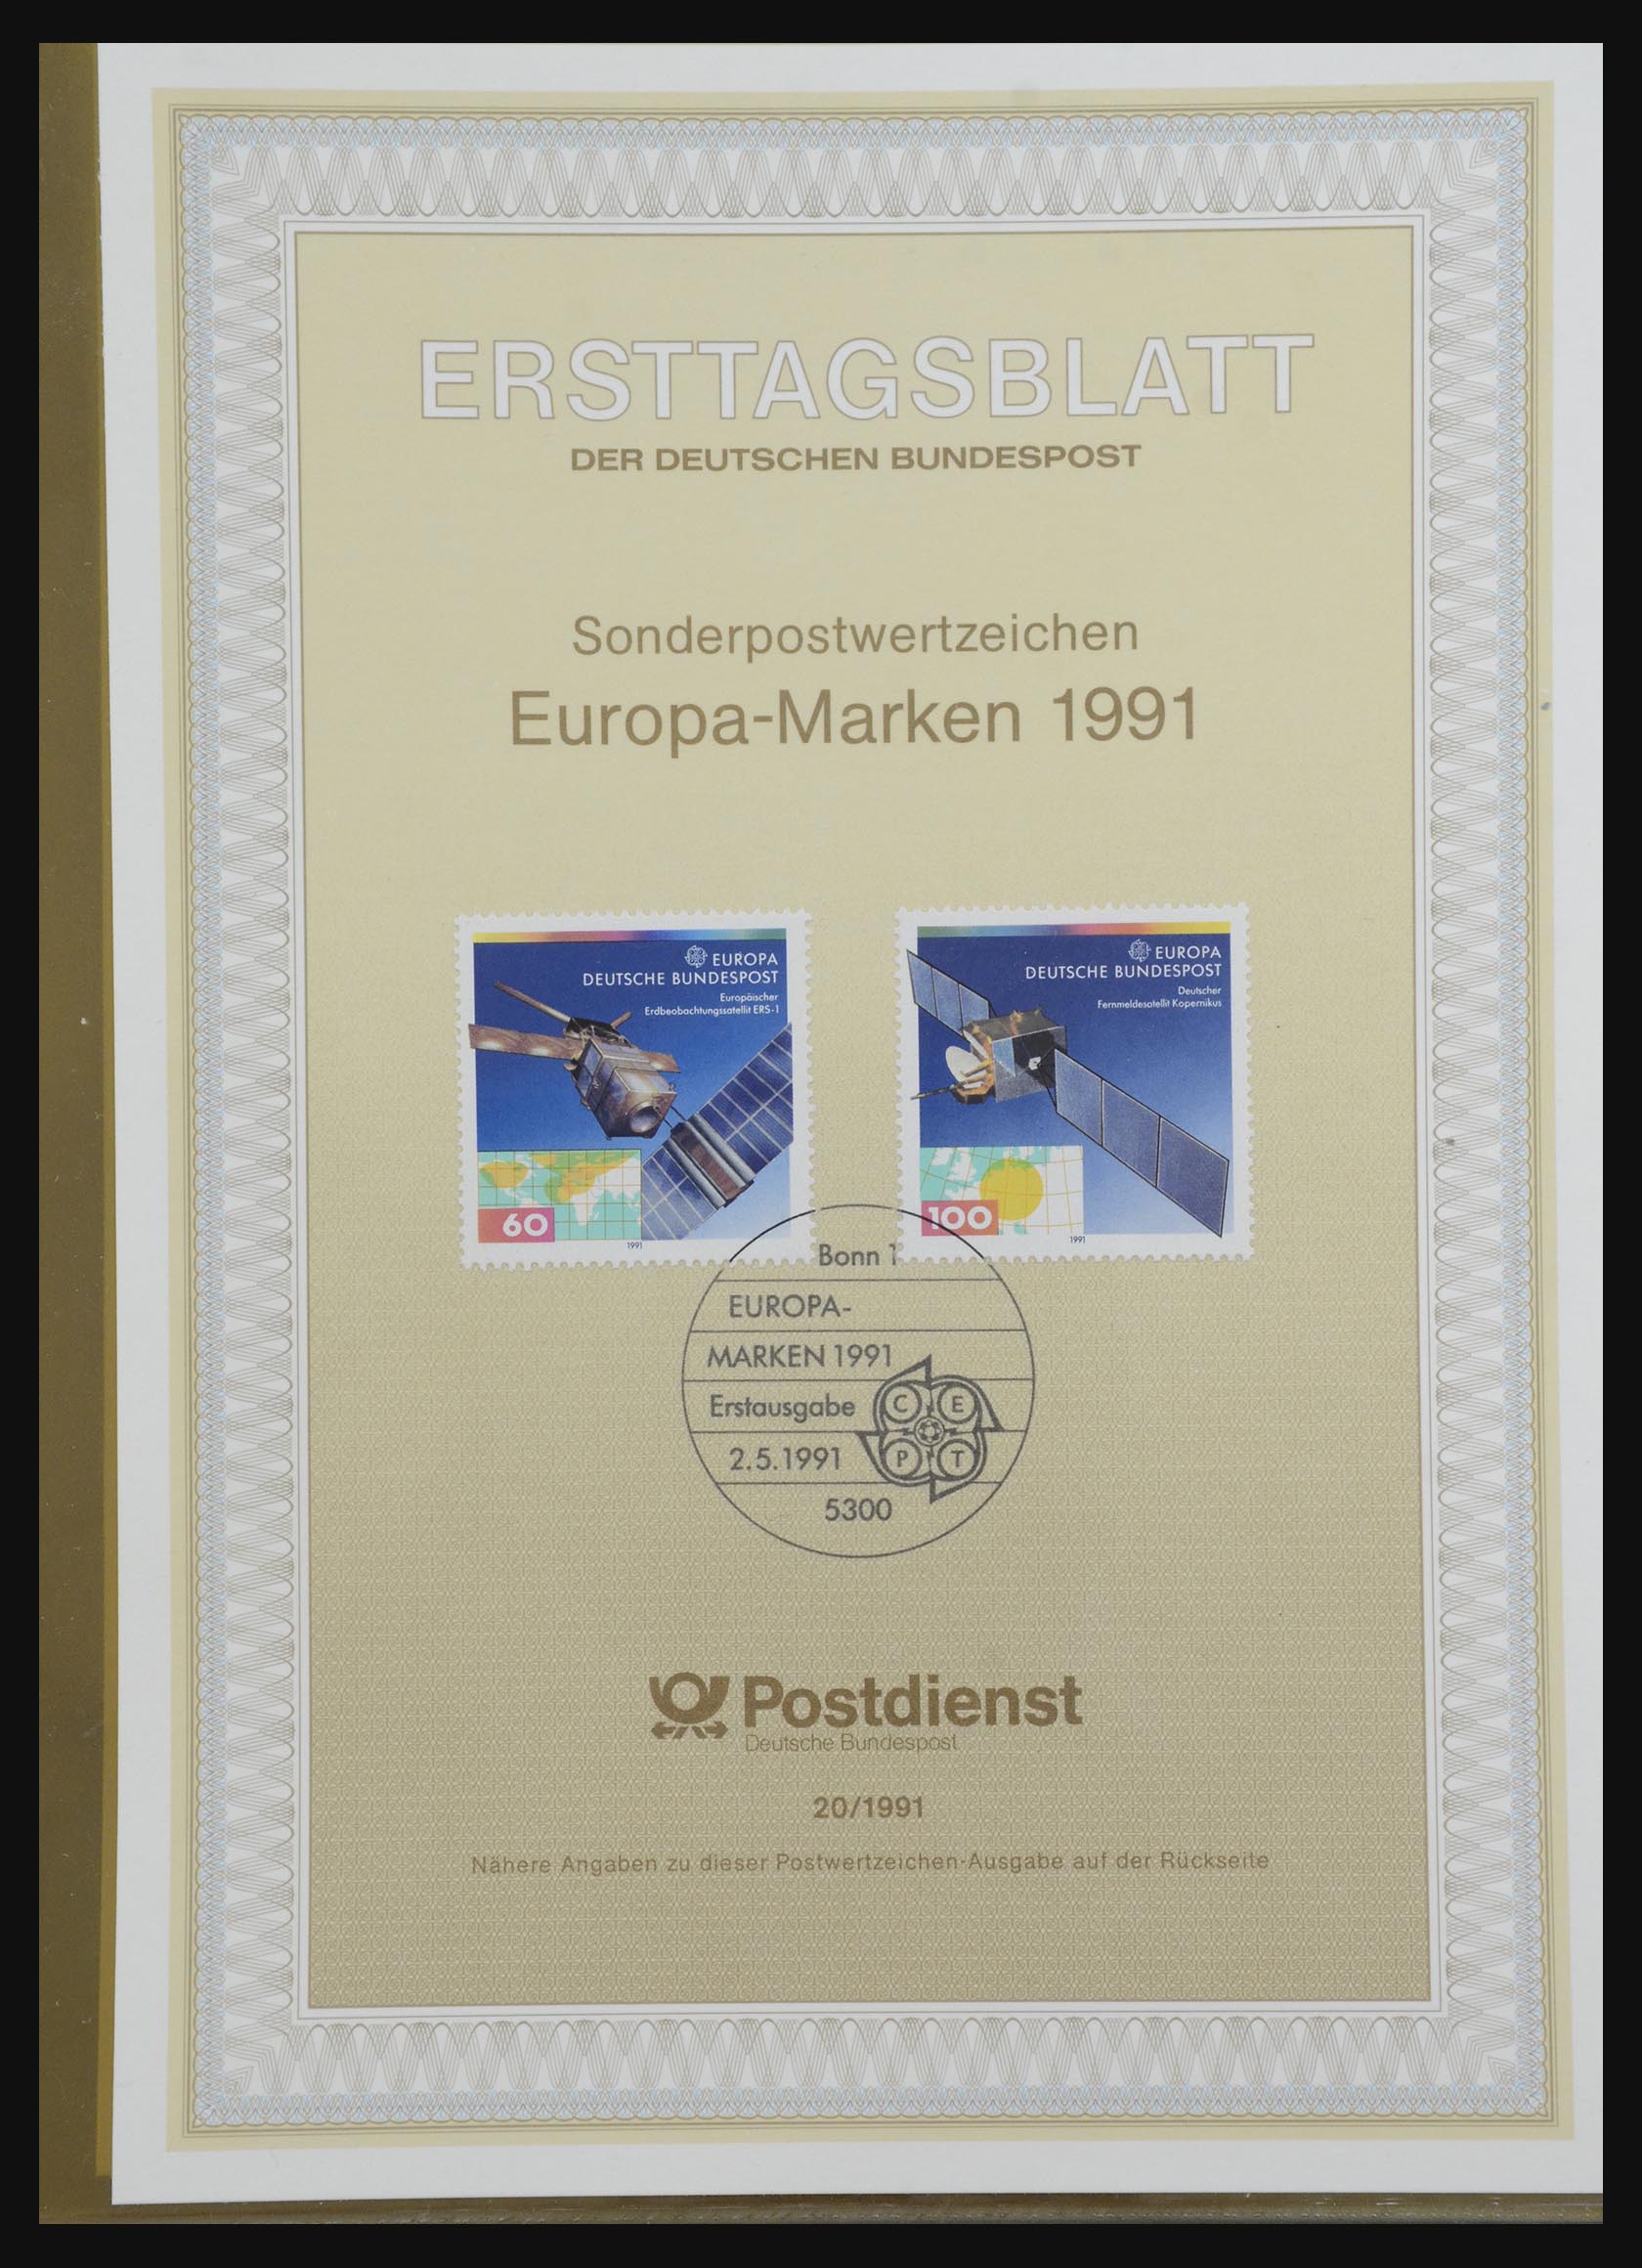 ERSTTAGSBLATT
DER DEUTSCHEN BUNDESPOST
Sonderpostwertzeichen
Europa-Marken 1991
EUROPA
DEUTSCHE BUNDESPOST
Europäischer
Erdbeobachtungssatellit ERS-1
60
1991
EUROPA
DEUTSCHE BUNDESPOST
Deutscher
Fernmeldesatellit Kopernikus
100
1991
Bonn 1
EUROPA-
MARKEN 1991
Erstausgabe
2.5.1991
5300
C E
P T
Postdienst
Deutsche Bundespost
20/1991
Nähere Angaben zu dieser Postwertzeichen-Ausgabe auf der Rückseite